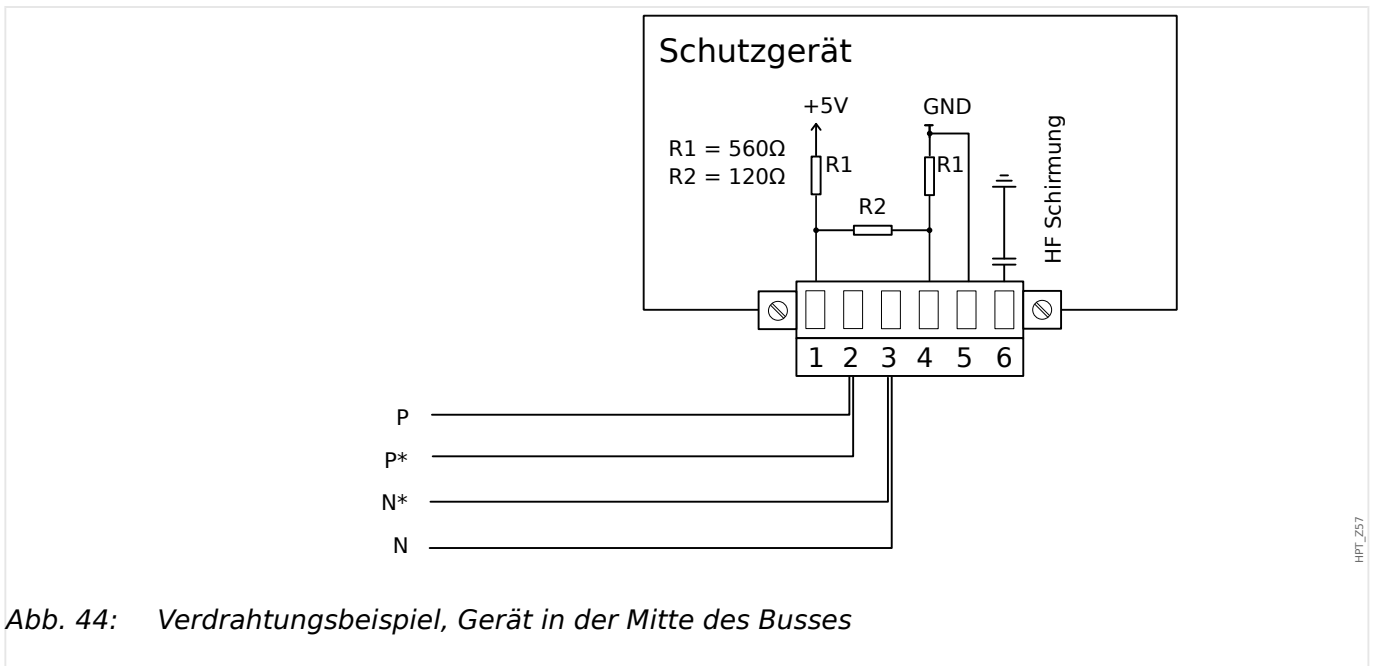 Schutzgerät
+5V
GND
R1 = 560Ω
R2 = 120Ω
R1
R1
R2
HF Schirmung
1 2 3 4 5 6
P
P*
N*
N
HPT_Z57
Abb. 44: Verdrahtungsbeispiel, Gerät in der Mitte des Busses